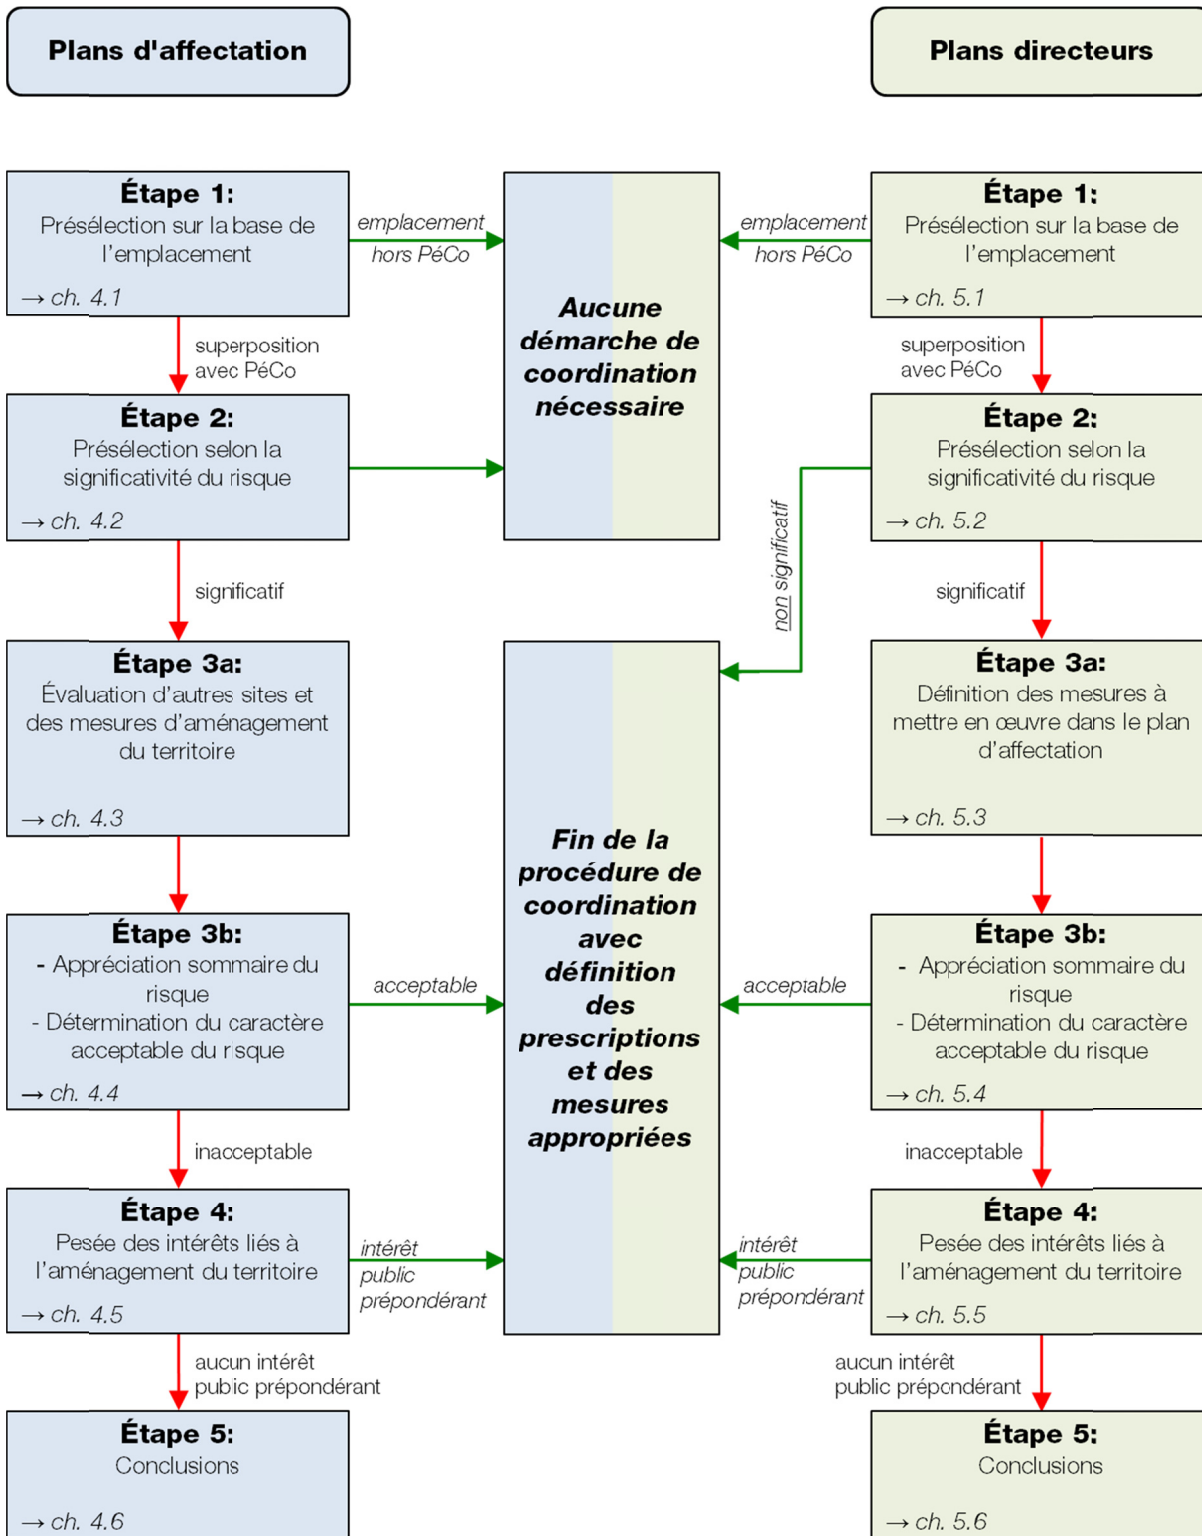 Plans d'affectation
Plans directeurs
Étape 1:
Présélection sur la base de
l'emplacement
→ ch. 4.1
emplacement
hors PéCo
Aucune
démarche de
coordination
nécessaire
emplacement
hors PéCo
Étape 1:
Présélection sur la base de
l'emplacement
→ ch. 5.1
superposition
avec PéCo
superposition
avec PéCo
Étape 2:
Présélection selon la
significativité du risque
→ ch. 4.2
Étape 2:
Présélection selon la
significativité du risque
→ ch. 5.2
significatif
non significatif
significatif
Étape 3a:
Évaluation d'autres sites et
des mesures d'aménagement
du territoire
→ ch. 4.3
Étape 3a:
Définition des mesures à
mettre en œuvre dans le plan
d'affectation
→ ch. 5.3
Fin de la
procédure de
coordination
avec
définition
des
prescriptions
et des
mesures
appropriées
Étape 3b:
- Appréciation sommaire du
risque
- Détermination du caractère
acceptable du risque
→ ch. 4.4
acceptable
acceptable
Étape 3b:
- Appréciation sommaire du
risque
- Détermination du caractère
acceptable du risque
→ ch. 5.4
inacceptable
inacceptable
Étape 4:
Pesée des intérêts liés à
l'aménagement du territoire
→ ch. 4.5
intérêt
public
prépondérant
intérêt
public
prépondérant
Étape 4:
Pesée des intérêts liés à
l'aménagement du territoire
→ ch. 5.5
aucun intérêt
pubic prépondérant
aucun intérêt
public prépondérant
Étape 5:
Conclusions
→ ch. 4.6
Étape 5:
Conclusions
→ ch. 5.6